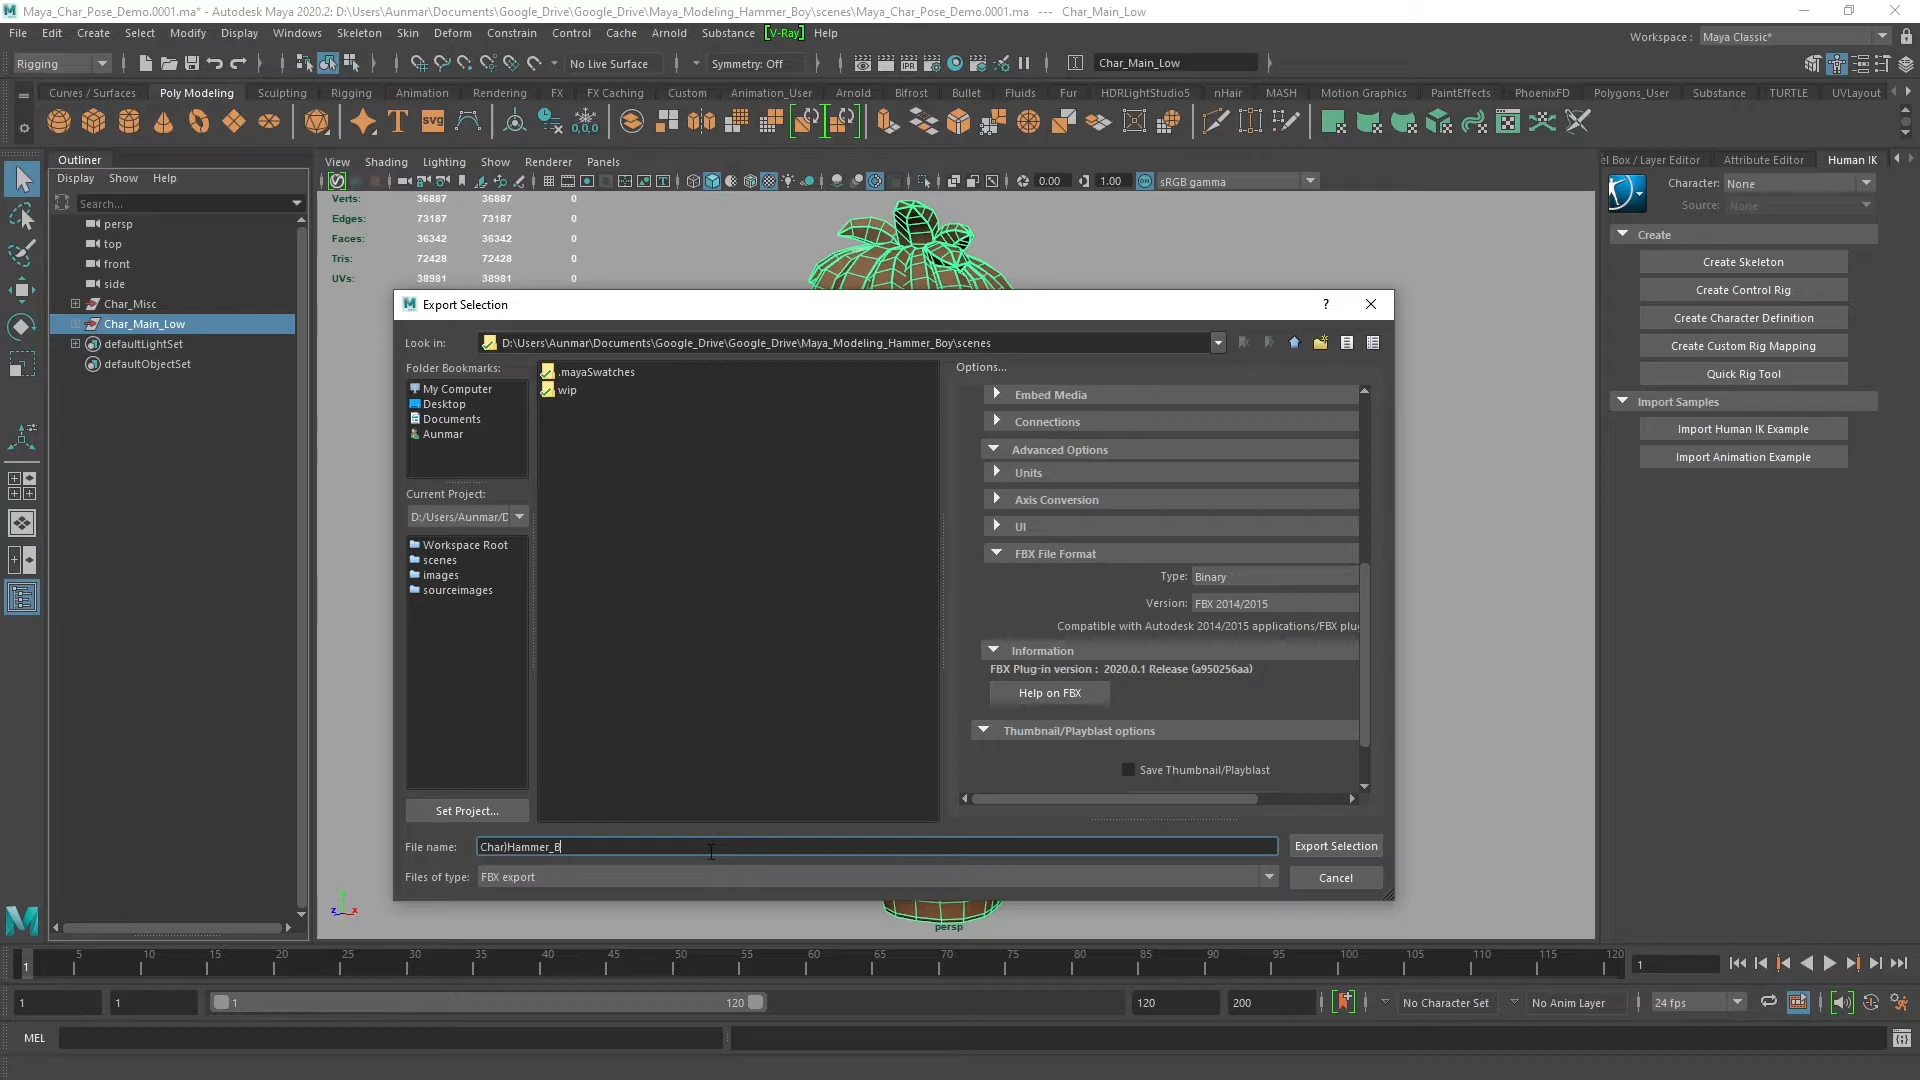 Maya_Char_Pose_Demo.0001.ma* - Autodesk Maya 2020.2: D:\Users\Aunmar\Documents\Google_Drive\Google_Drive\Maya_Modeling_Hammer_Boy\scenes\Maya_Char_Pose_Demo.0001.ma --- Char_Main_Low
File Edit Create Select Modify Display Windows Skeleton Skin Deform Constrain Control Cache Arnold Substance [V-Ray] Help
Workspace : Maya Classic*
Rigging No Live Surface Symmetry: Off Char_Main_Low
Curves / Surfaces Poly Modeling Sculpting Rigging Animation Rendering FX FX Caching Custom Animation_User Arnold Bifrost Bullet Fluids Fur HDRLightStudio5 nHair MASH Motion Graphics PaintEffects PhoenixFD Polygons_User Substance TURTLE UVLayout
Outliner
Display Show Help
Search...
persp
top
front
side
Char_Misc
Char_Main_Low
defaultLightSet
defaultObjectSet
View Shading Lighting Show Renderer Panels
0.00 1.00 sRGB gamma
Verts: 36887 36887 0
Edges: 73187 73187 0
Faces: 36342 36342 0
Tris: 72428 72428 0
UVs: 38981 38981 0
Export Selection ?
Look in: D:\Users\Aunmar\Documents\Google_Drive\Google_Drive\Maya_Modeling_Hammer_Boy\scenes
Folder Bookmarks:
My Computer
Desktop
Documents
Aunmar
Current Project:
D:/Users/Aunmar/D
Workspace Root
scenes
images
sourceimages
Set Project...
.mayaSwatches
wip
Options...
Embed Media
Connections
Advanced Options
Units
Axis Conversion
UI
FBX File Format
Type: Binary
Version: FBX 2014/2015
Compatible with Autodesk 2014/2015 applications/FBX plu
Information
FBX Plug-in version : 2020.0.1 Release (a950256aa)
Help on FBX
Thumbnail/Playblast options
Save Thumbnail/Playblast
File name: Char)Hammer_B Export Selection
Files of type: FBX export Cancel
persp
z x
el Box / Layer Editor Attribute Editor Human IK
Character: None
Source: None
Create
Create Skeleton
Create Control Rig
Create Character Definition
Create Custom Rig Mapping
Quick Rig Tool
Import Samples
Import Human IK Example
Import Animation Example
1 5 10 15 20 25 30 35 40 45 50 55 60 65 70 75 80 85 90 95 100 105 110 115 120 1
1 1 1 120 120 200 No Character Set No Anim Layer 24 fps
MEL